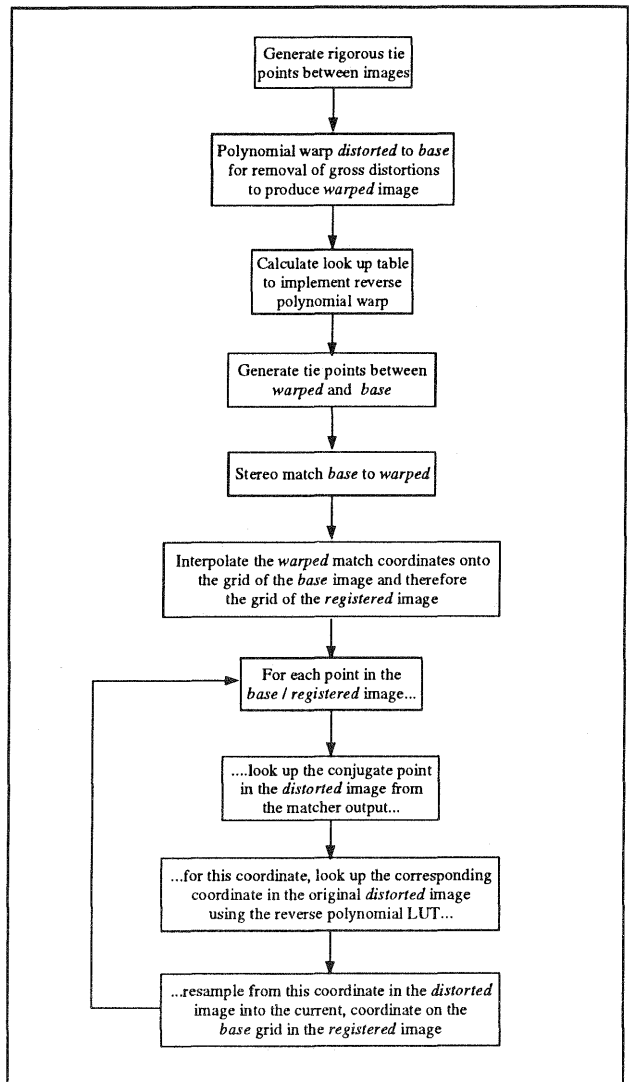 Generate rigorous tie
points between images
Polynomial warp distorted to base
for removal of gross distortions
to produce warped image
Calculate look up table
to implement reverse
polynomial warp
Generate tie points between
warped and base
Stereo match base to warped
Interpolate the warped match coordinates onto
the grid of the base image and therefore
the grid of the registered image
For each point in the
base / registered image...
....look up the conjugate point
in the distorted image from
the matcher output...
...for this coordinate, look up the corresponding
coordinate in the original distorted image
using the reverse polynomial LUT...
...resample from this coordinate in the distorted
image into the current, coordinate on the
base grid in the registered image